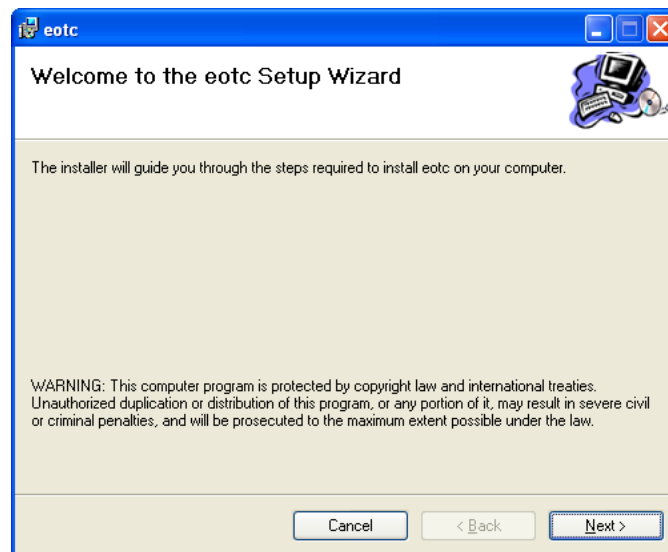 eotc
Welcome to the eotc Setup Wizard
The installer will guide you through the steps required to install eotc on your computer.
WARNING: This computer program is protected by copyright law and international treaties.
Unauthorized duplication or distribution of this program, or any portion of it, may result in severe civil
or criminal penalties, and will be prosecuted to the maximum extent possible under the law.
Cancel
< Back
Next >